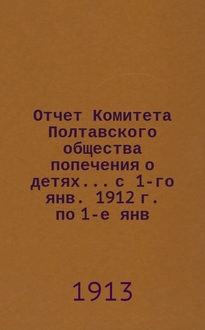 Отчет Комитета
Полтавского
общества
попечения о
детях... с 1-го
янв. 1912 г.
по 1-е янв
1913